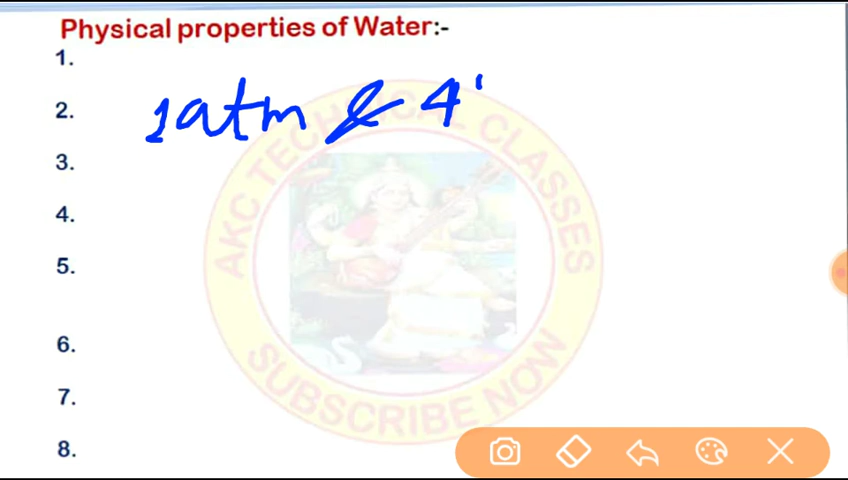 Physical properties of Water:-
1.
2. 1atm & 4°
3.
4.
5.
6.
7.
8.
AKC TECHNICAL CLASSES
SUBSCRIBE NOW